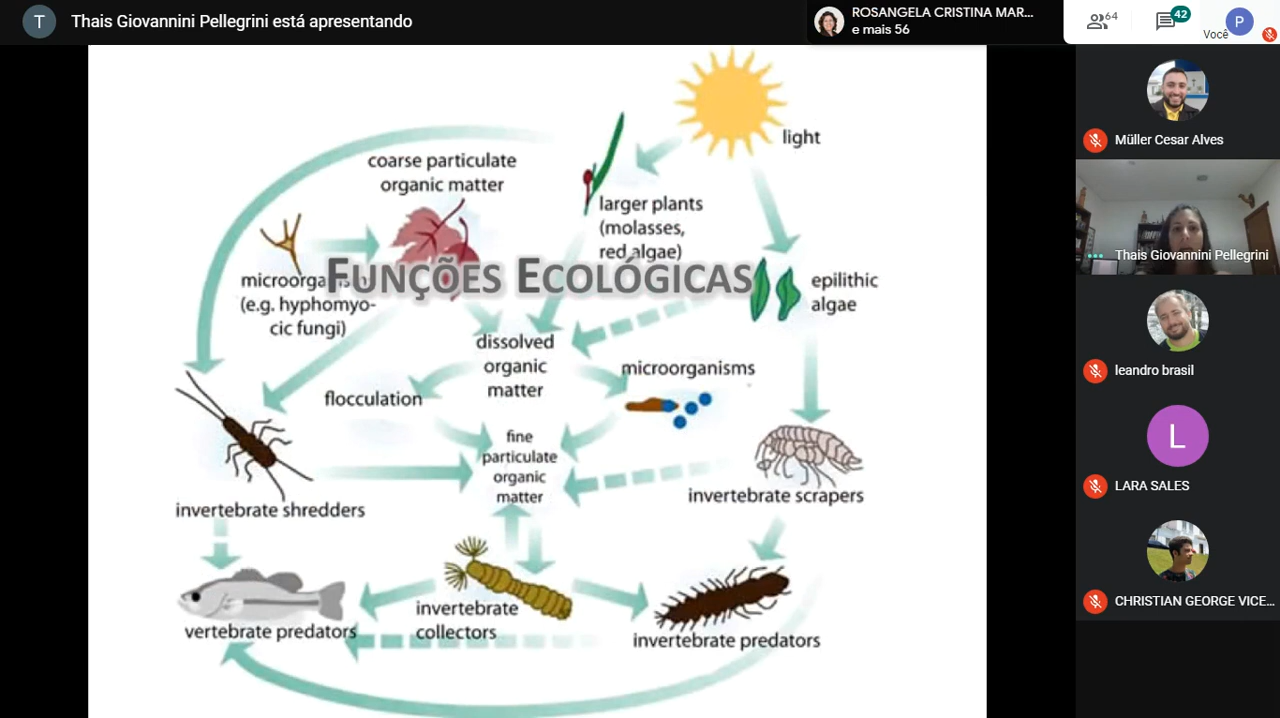 T
Thais Giovannini Pellegrini está apresentando
ROSANGELA CRISTINA MAR...
e mais 56
64
42
Você
P
light
coarse particulate
organic matter
larger plants
(molasses,
red algae)
FUNÇÕES ECOLÓGICAS
(e.g. hyphomyo-
cic fungi)
epilithic
algae
dissolved
organic
matter
microorganisms
flocculation
fine
particulate
organic
matter
invertebrate shredders
invertebrate scrapers
vertebrate predators
invertebrate
collectors
invertebrate predators
Müller Cesar Alves
Thais Giovannini Pellegrini
leandro brasil
L
LARA SALES
CHRISTIAN GEORGE VICE...